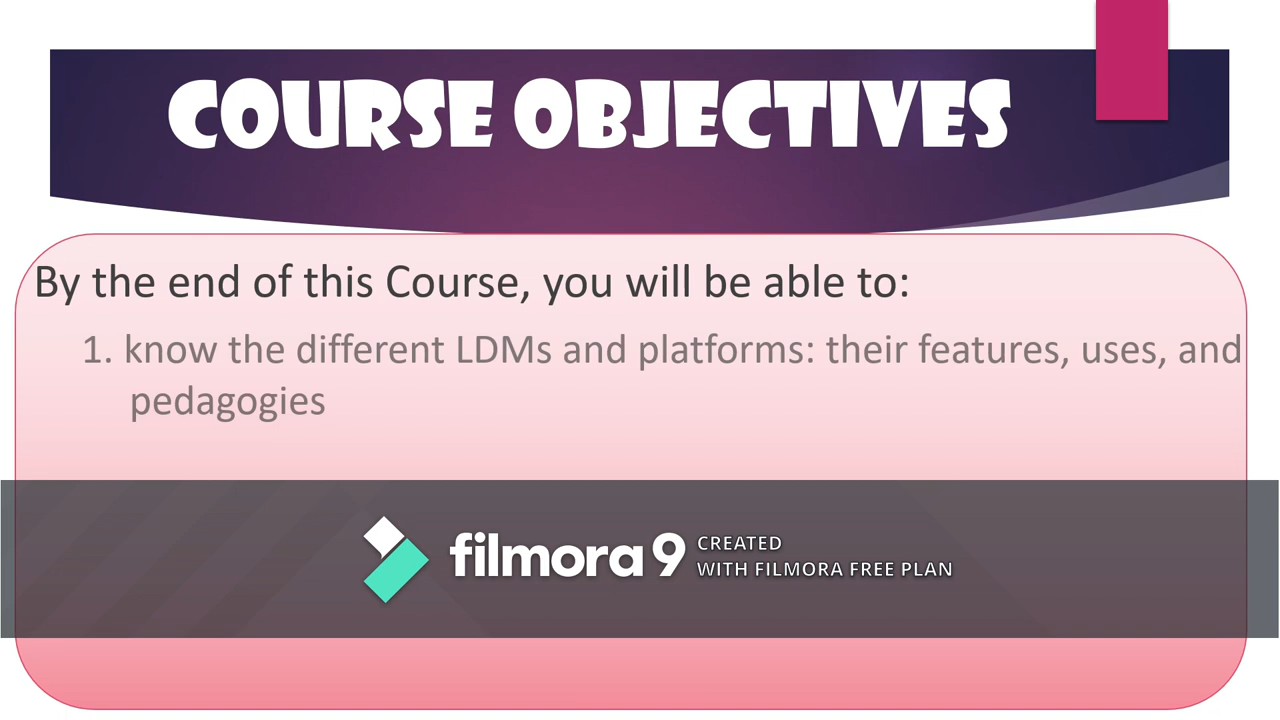 COURSE OBJECTIVES
By the end of this Course, you will be able to:
1. know the different LDMs and platforms: their features, uses, and
pedagogies
filmora 9 CREATED
WITH FILMORA FREE PLAN